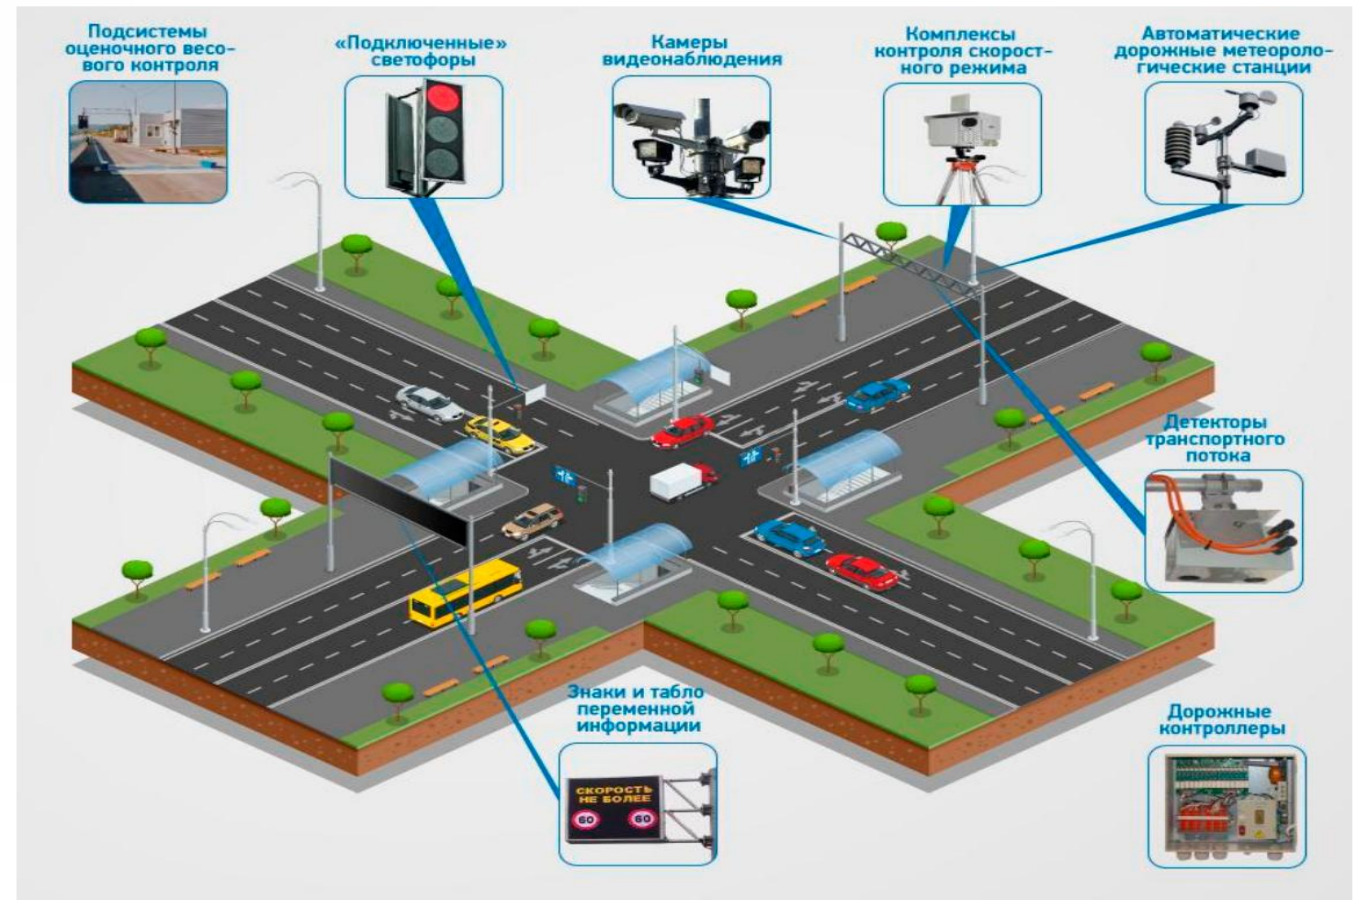 Подсистемы
оценочного весо-
вого контроля
«Подключенные»
светофоры
Камеры
видеонаблюдения
Комплексы
контроля скорост-
ного режима
Автоматические
дорожные метеороло-
гические станции
Детекторы
транспортного
потока
Знаки и табло
переменной
информации
СКОРОСТЬ
НЕ БОЛЕЕ
60 60
Дорожные
контроллеры